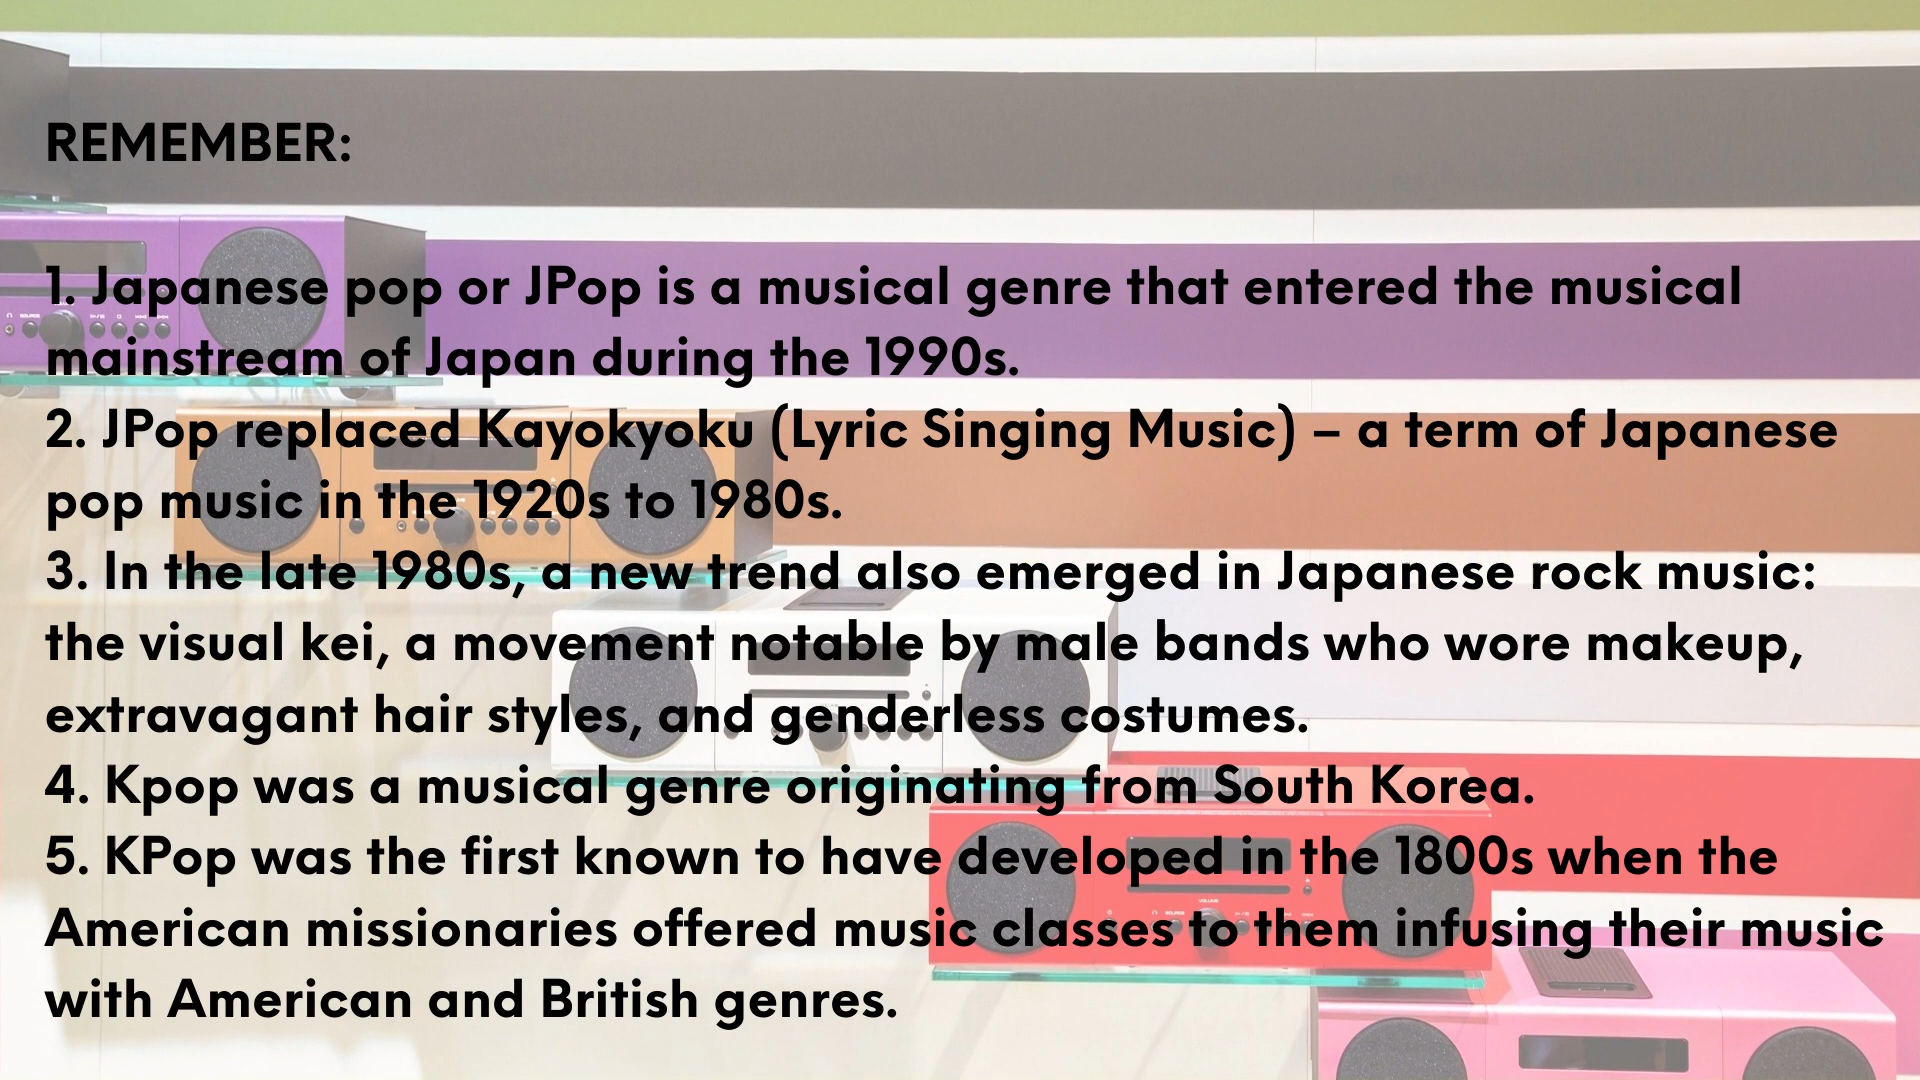 REMEMBER:
1. Japanese pop or JPop is a musical genre that entered the musical
mainstream of Japan during the 1990s.
2. JPop replaced Kayokyoku (Lyric Singing Music) – a term of Japanese
pop music in the 1920s to 1980s.
3. In the late 1980s, a new trend also emerged in Japanese rock music:
the visual kei, a movement notable by male bands who wore makeup,
extravagant hair styles, and genderless costumes.
4. Kpop was a musical genre originating from South Korea.
5. KPop was the first known to have developed in the 1800s when the
American missionaries offered music classes to them infusing their music
with American and British genres.